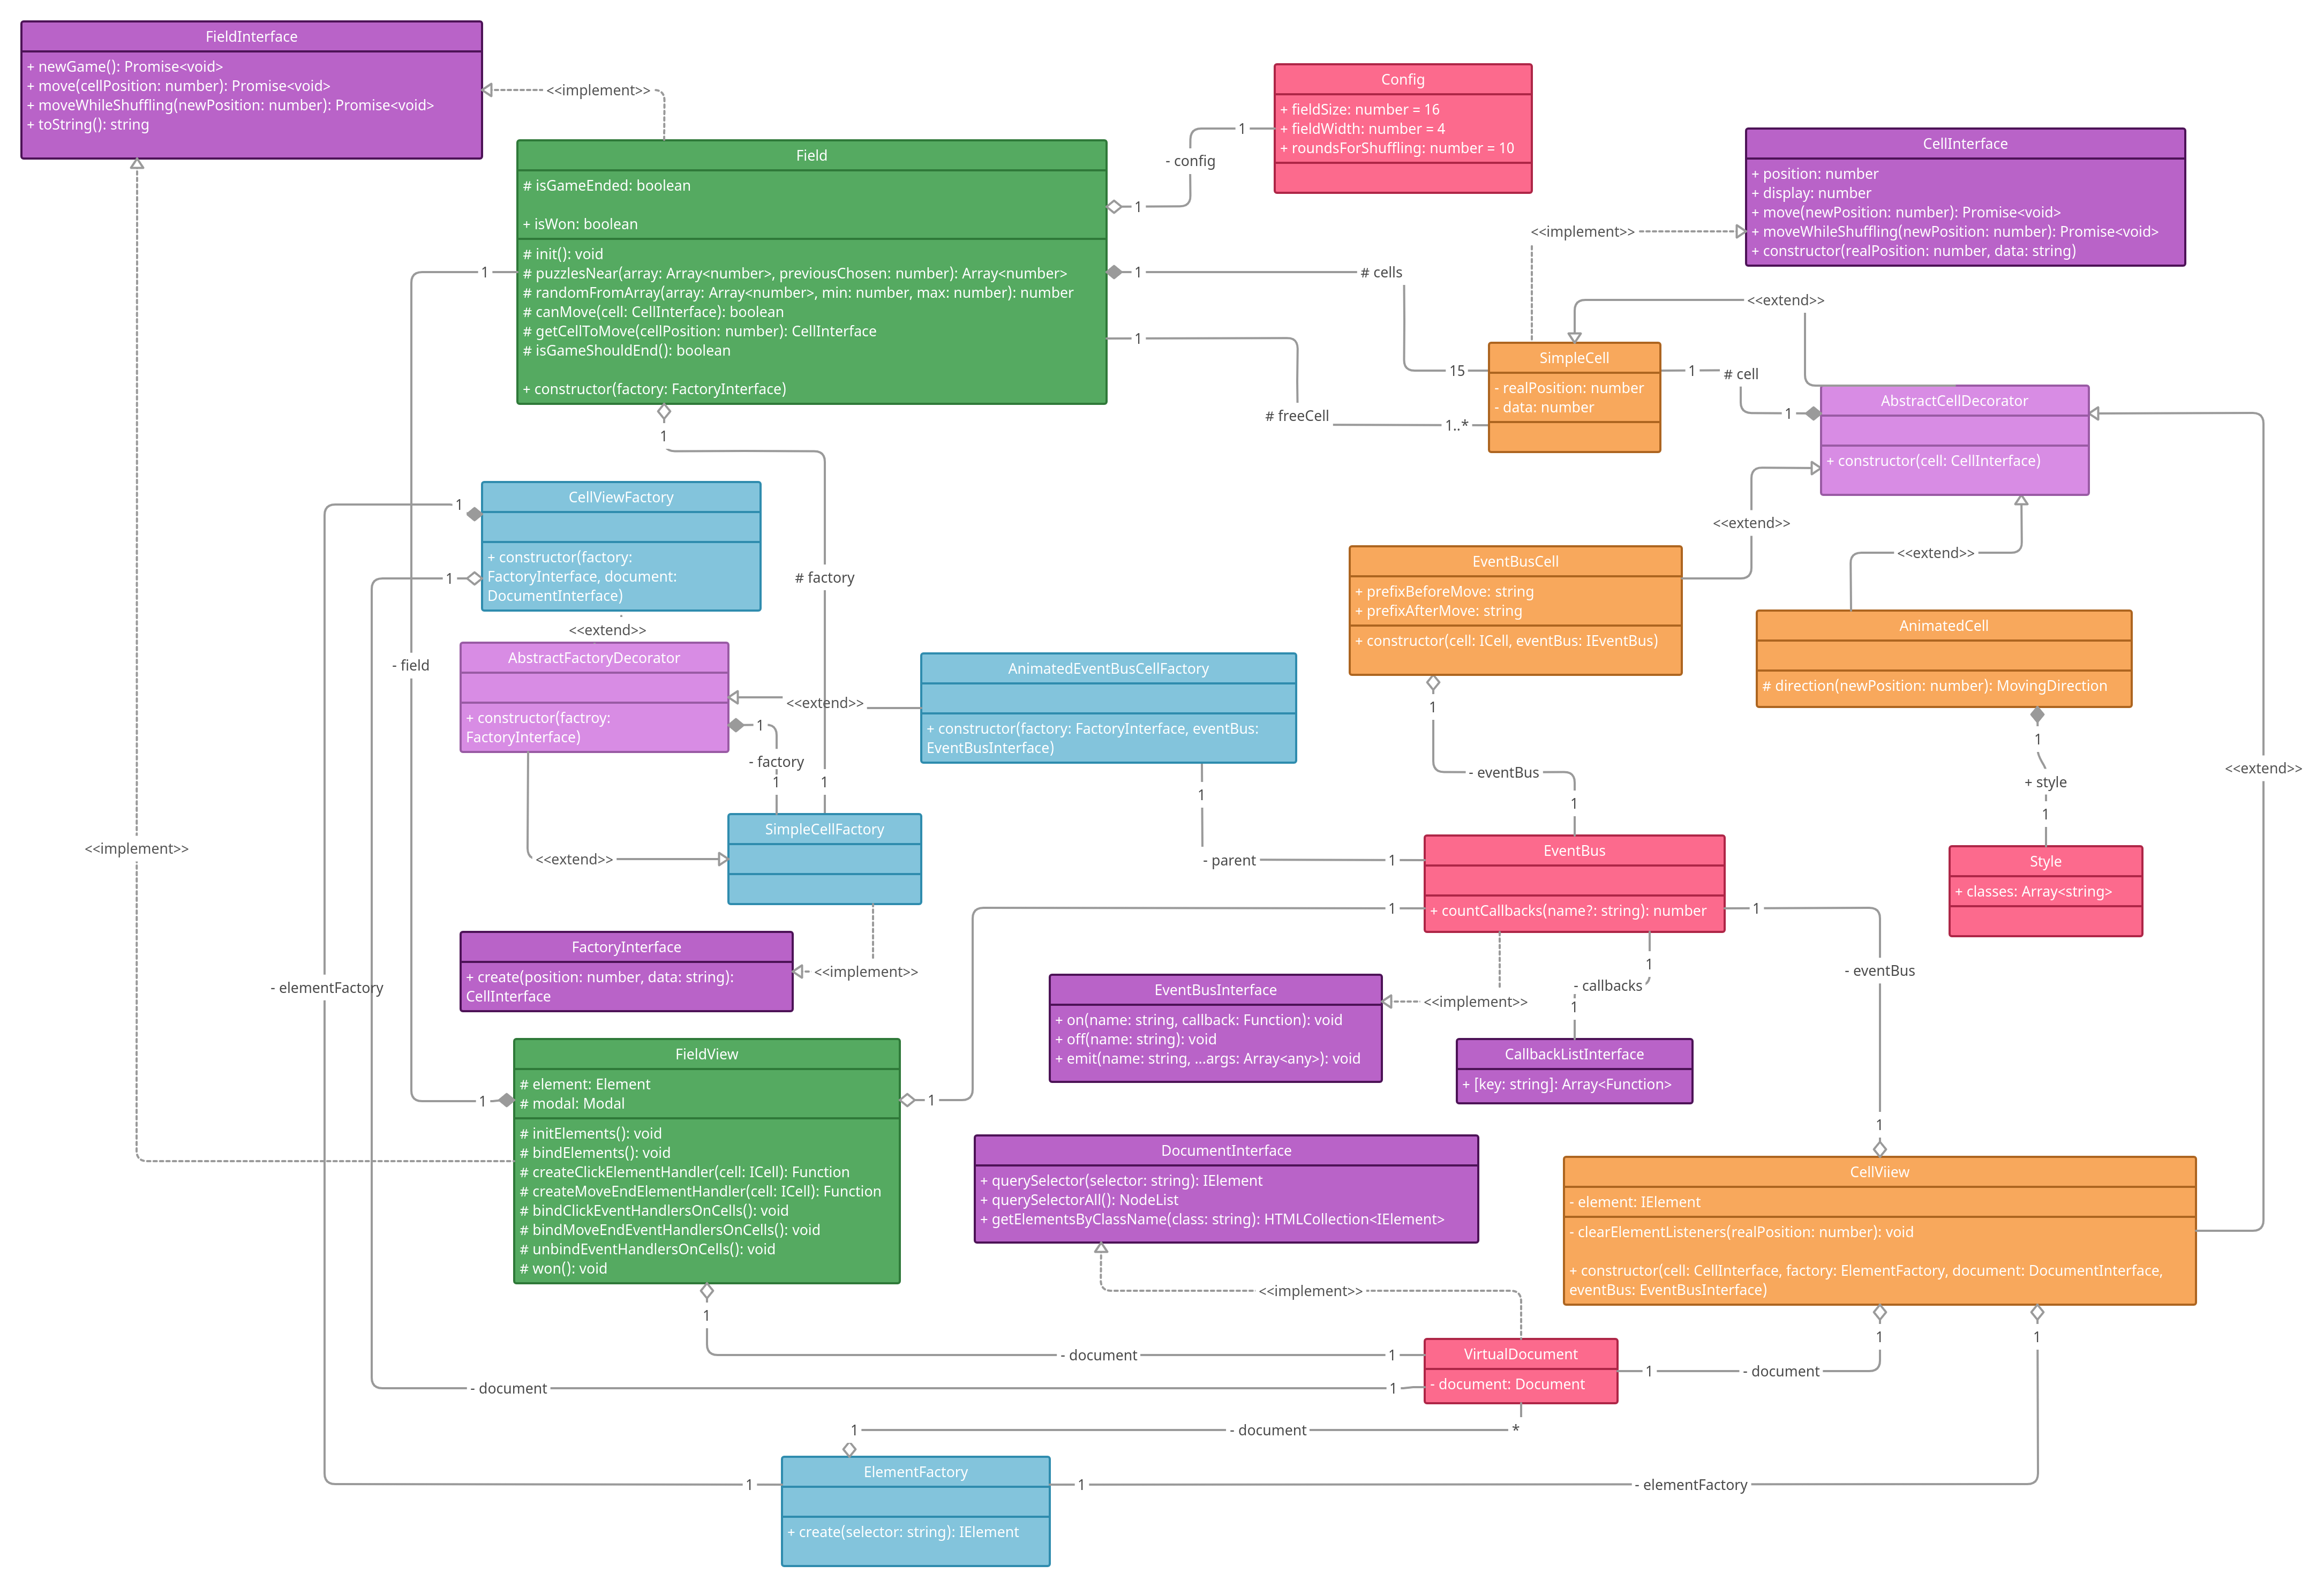 FieldInterface
+ newGame(): Promise<void>
+ move(cellPosition: number): Promise<void>
+ moveWhileShuffling(newPosition: number): Promise<void>
+ toString(): string
<<implement>>
Config
+ fieldSize: number = 16
+ fieldWidth: number = 4
+ roundsForShuffling: number = 10
1
- config
1
Field
# isGameEnded: boolean
+ isWon: boolean
# init(): void
# puzzlesNear(array: Array<number>, previousChosen: number): Array<number>
# randomFromArray(array: Array<number>, min: number, max: number): number
# canMove(cell: CellInterface): boolean
# getCellToMove(cellPosition: number): CellInterface
# isGameShouldEnd(): boolean
+ constructor(factory: FactoryInterface)
CellInterface
+ position: number
+ display: number
+ move(newPosition: number): Promise<void>
+ moveWhileShuffling(newPosition: number): Promise<void>
+ constructor(realPosition: number, data: string)
<<implement>>
1
1
# cells
15
1
# freeCell
1..*
<<extend>>
SimpleCell
- realPosition: number
- data: number
1
# cell
1
AbstractCellDecorator
+ constructor(cell: CellInterface)
1
# factory
1
CellViewFactory
+ constructor(factory:
FactoryInterface, document:
DocumentInterface)
1
1
<<extend>>
- field
AbstractFactoryDecorator
+ constructor(factroy:
FactoryInterface)
<<extend>>
1
- factory
1
AnimatedEventBusCellFactory
+ constructor(factory: FactoryInterface, eventBus:
EventBusInterface)
<<extend>>
EventBusCell
+ prefixBeforeMove: string
+ prefixAfterMove: string
+ constructor(cell: ICell, eventBus: IEventBus)
<<extend>>
AnimatedCell
# direction(newPosition: number): MovingDirection
1
- eventBus
1
1
+ style
1
<<extend>>
SimpleCellFactory
<<extend>>
<<implement>>
1
- parent
1
EventBus
+ countCallbacks(name?: string): number
1
1
Style
+ classes: Array<string>
FactoryInterface
+ create(position: number, data: string):
CellInterface
<<implement>>
- elementFactory
EventBusInterface
+ on(name: string, callback: Function): void
+ off(name: string): void
+ emit(name: string, ...args: Array<any>): void
<<implement>>
1
- callbacks
1
CallbackListInterface
+ [key: string]: Array<Function>
- eventBus
1
FieldView
# element: Element
# modal: Modal
# initElements(): void
# bindElements(): void
# createClickElementHandler(cell: ICell): Function
# createMoveEndElementHandler(cell: ICell): Function
# bindClickEventHandlersOnCells(): void
# bindMoveEndEventHandlersOnCells(): void
# unbindEventHandlersOnCells(): void
# won(): void
1
1
DocumentInterface
+ querySelector(selector: string): IElement
+ querySelectorAll(): NodeList
+ getElementsByClassName(class: string): HTMLCollection<IElement>
<<implement>>
CellViiew
- element: IElement
- clearElementListeners(realPosition: number): void
+ constructor(cell: CellInterface, factory: ElementFactory, document: DocumentInterface,
eventBus: EventBusInterface)
1
- document
1
VirtualDocument
- document: Document
1
- document
1
1
- document
1
1
- document
*
ElementFactory
+ create(selector: string): IElement
1
1
- elementFactory